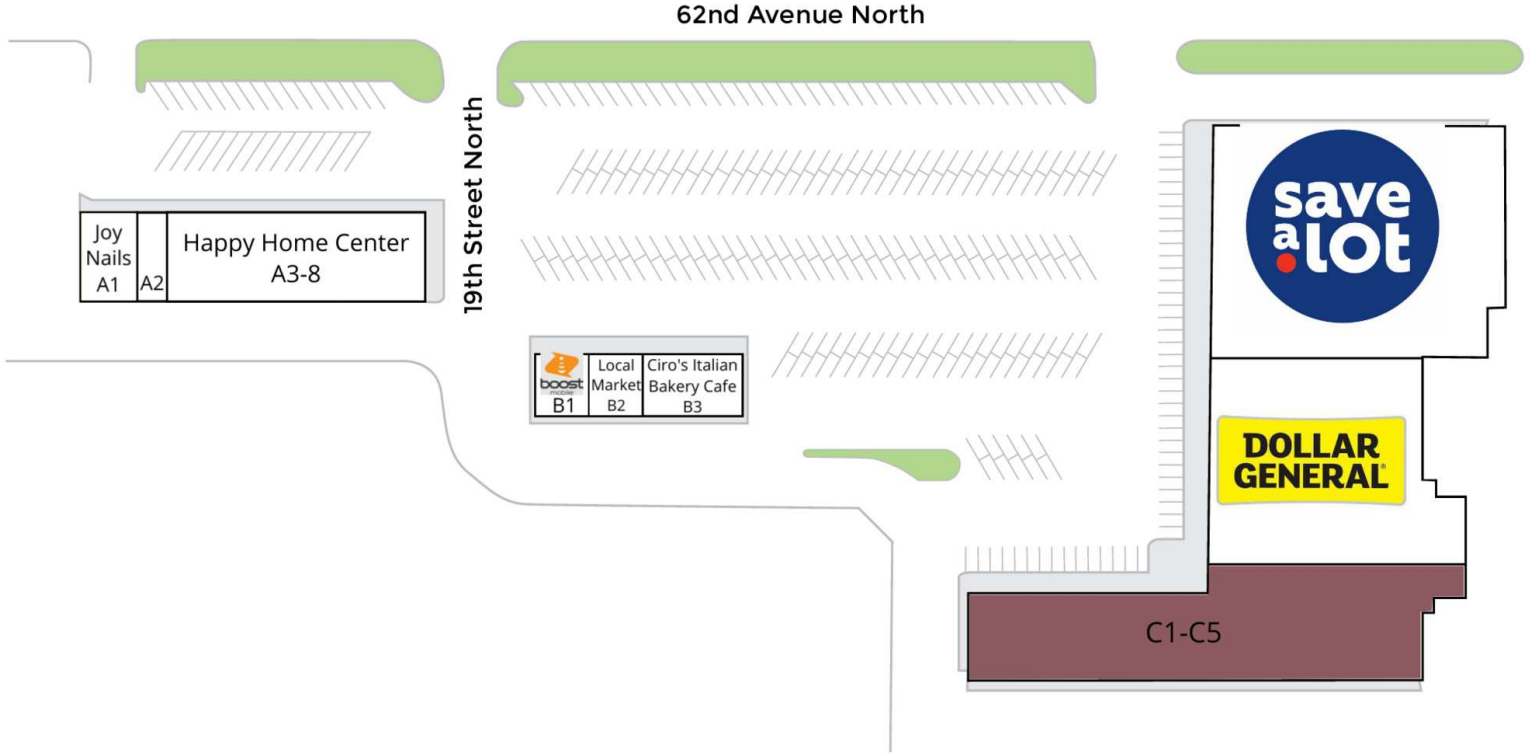 62nd Avenue North
19th Street North
Joy
Nails
A1
A2
Happy Home Center
A3-8
boost
mobile
B1
Local
Market
B2
Ciro's Italian
Bakery Cafe
B3
save
a lot
DOLLAR
GENERAL®
C1-C5